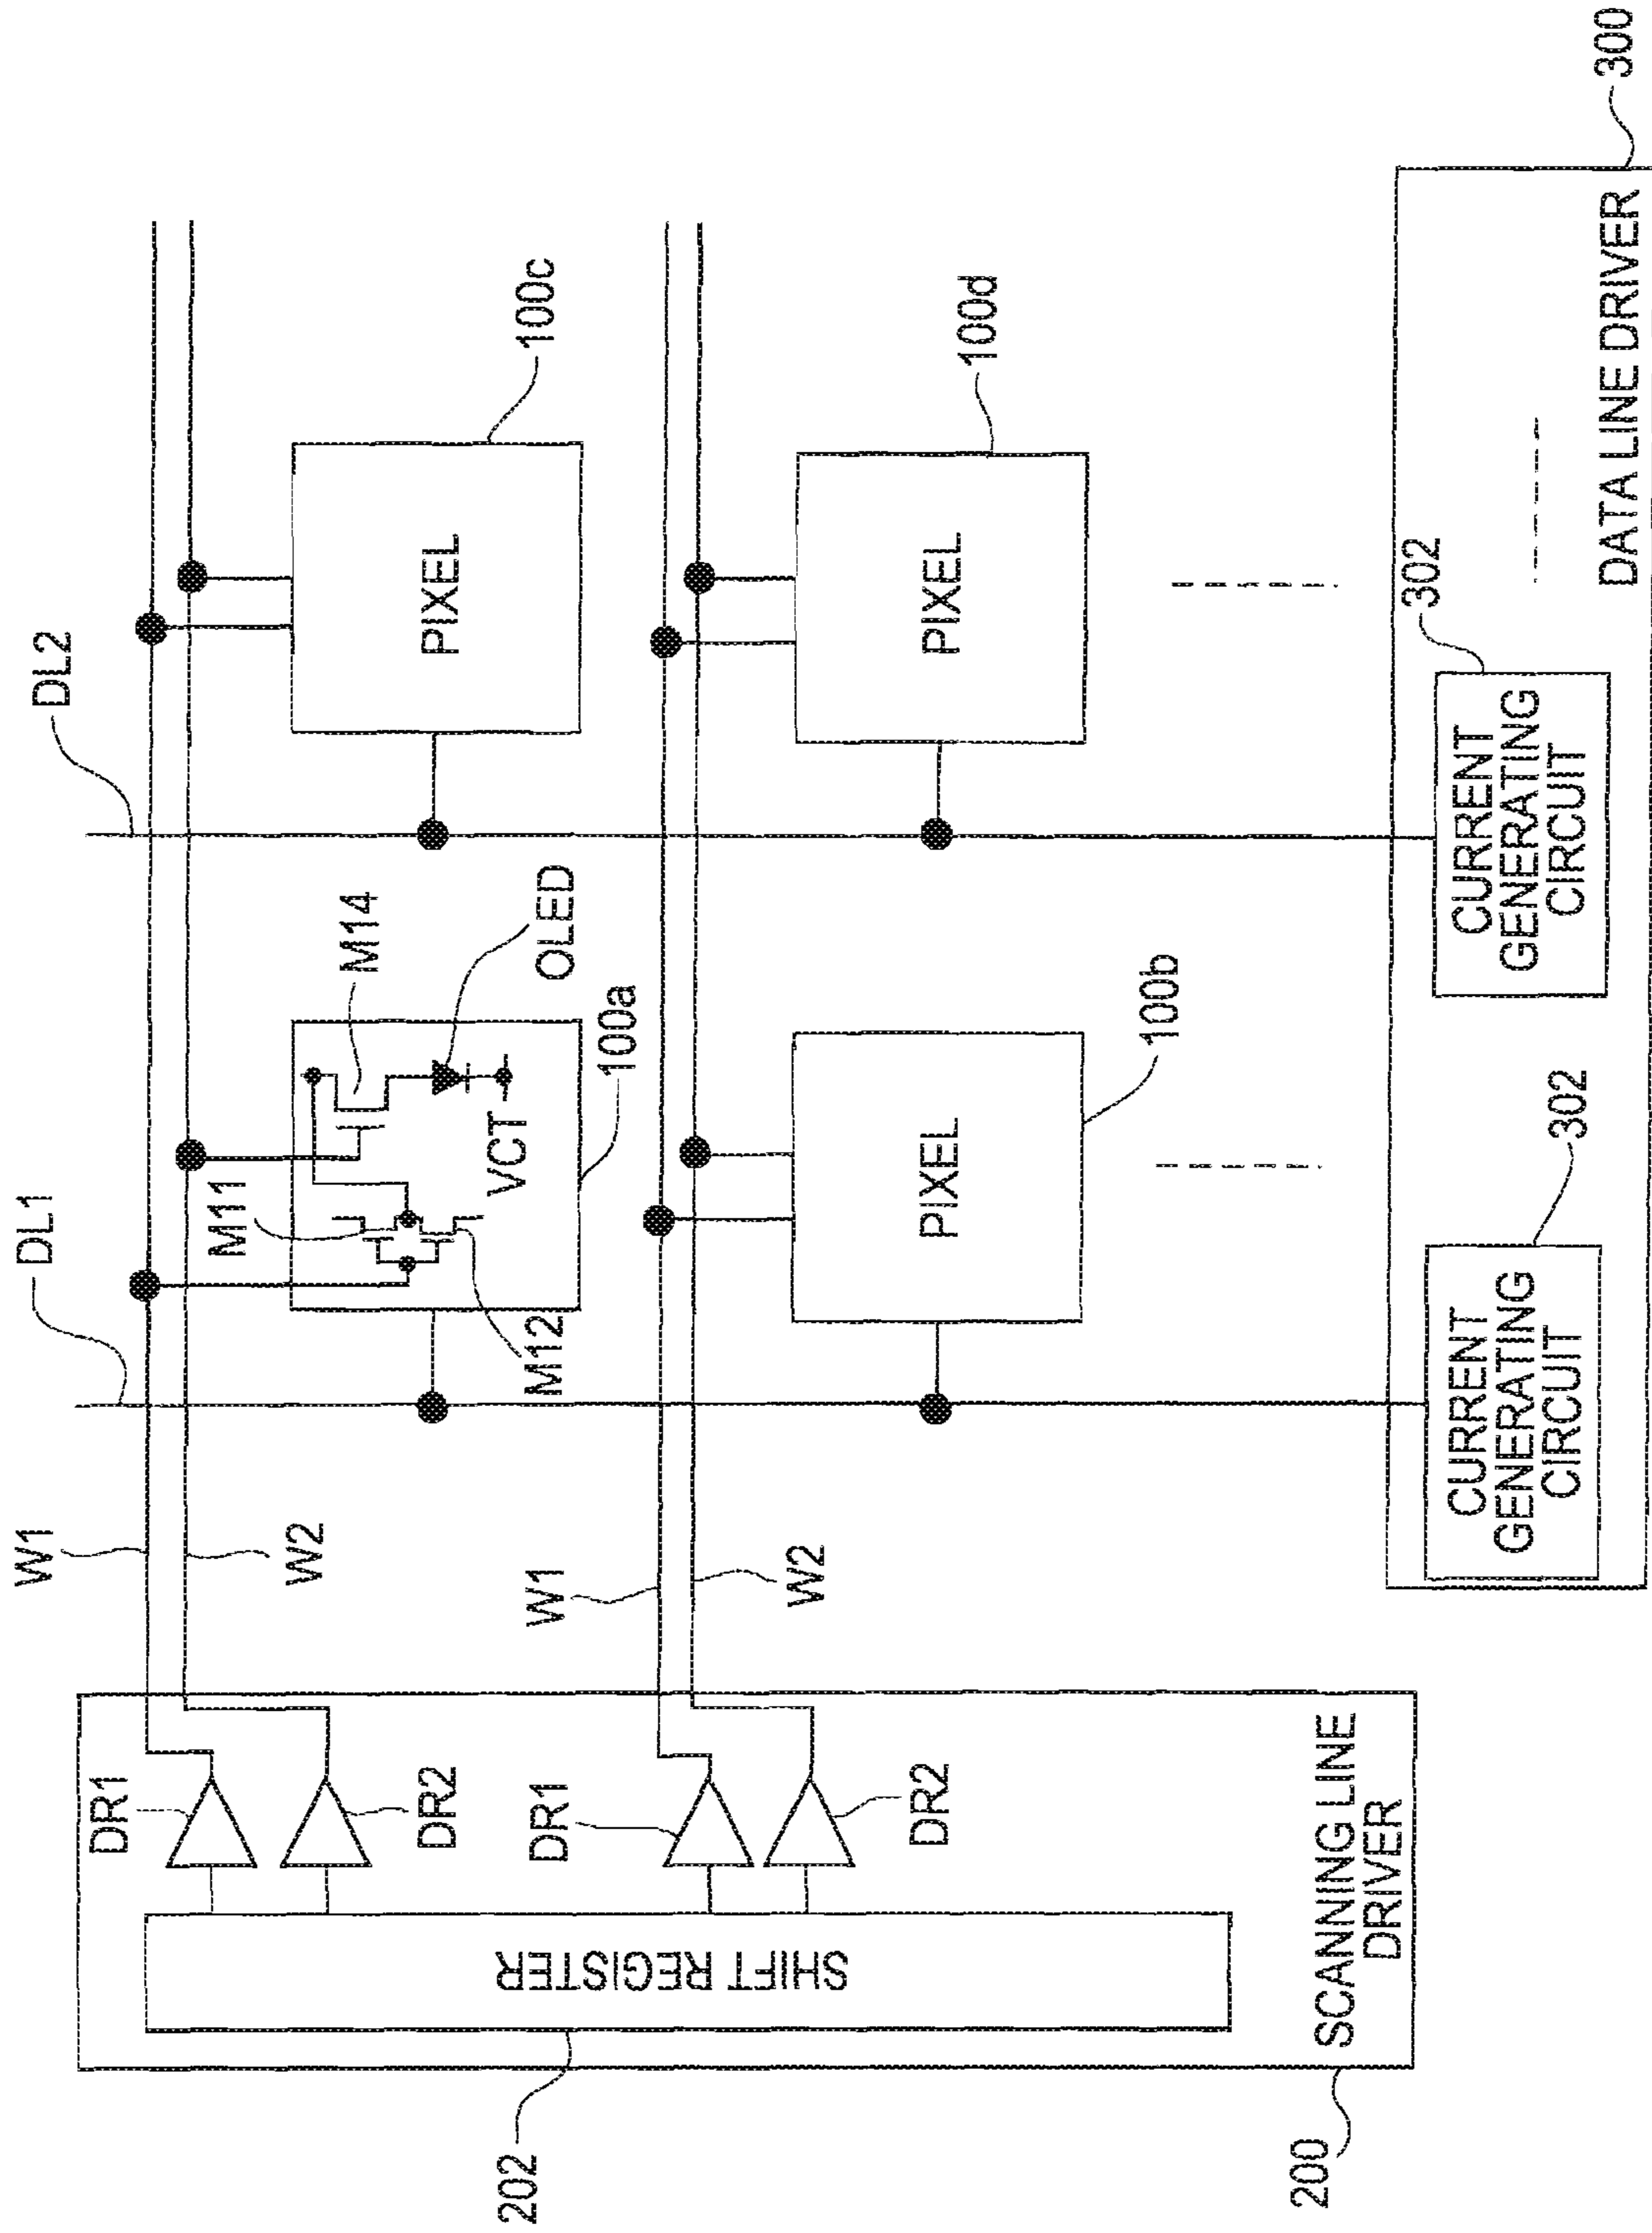 200
202
SCANNING LINE
DRIVER
SHIFT REGISTER
DR1
DR2
DR1
DR2
W1
W2
W1
W2
DL1
DL2
M11
M12
M14
OLED
VCT
100a
PIXEL
100b
PIXEL
100c
PIXEL
100d
CURRENT
GENERATING
CIRCUIT
302
CURRENT
GENERATING
CIRCUIT
302
DATA LINE DRIVER
300